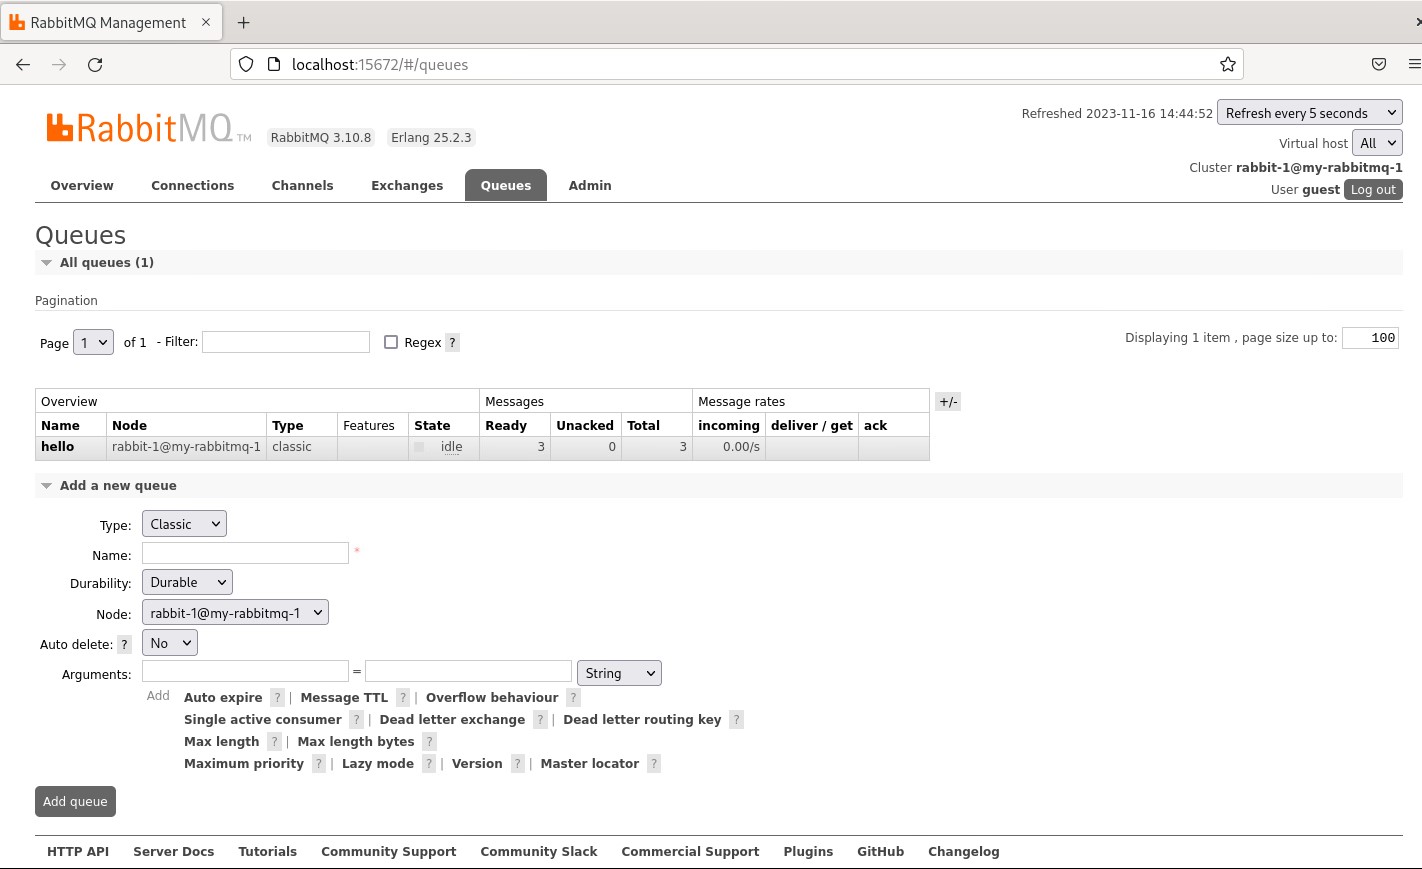 RabbitMQ Management × +
localhost:15672/#/queues
RabbitMQ TM RabbitMQ 3.10.8 Erlang 25.2.3
Refreshed 2023-11-16 14:44:52 Refresh every 5 seconds
Virtual host All
Cluster rabbit-1@my-rabbitmq-1
User guest Log out
Overview Connections Channels Exchanges Queues Admin
Queues
All queues (1)
Pagination
Page 1 of 1 - Filter: Regex ?
Displaying 1 item , page size up to: 100
Overview Messages Message rates +/-
Name Node Type Features State Ready Unacked Total incoming deliver / get ack
hello rabbit-1@my-rabbitmq-1 classic idle 3 0 3 0.00/s
Add a new queue
Type: Classic
Name: *
Durability: Durable
Node: rabbit-1@my-rabbitmq-1
Auto delete: ? No
Arguments: = String
Add Auto expire ? | Message TTL ? | Overflow behaviour ?
Single active consumer ? | Dead letter exchange ? | Dead letter routing key ?
Max length ? | Max length bytes ?
Maximum priority ? | Lazy mode ? | Version ? | Master locator ?
Add queue
HTTP API Server Docs Tutorials Community Support Community Slack Commercial Support Plugins GitHub Changelog